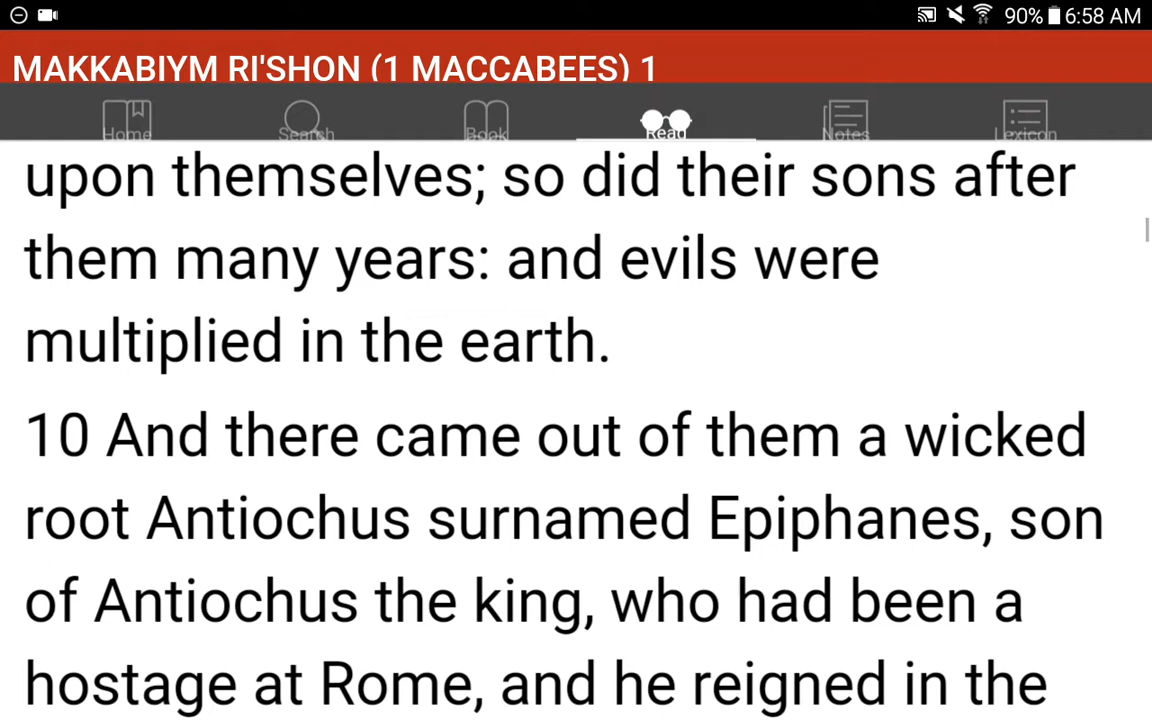 90% 6:58 AM
MAKKABIYM RI'SHON (1 MACCABEES) 1
Home Search Book Read Notes Lexicon
upon themselves; so did their sons after
them many years: and evils were
multiplied in the earth.
10 And there came out of them a wicked
root Antiochus surnamed Epiphanes, son
of Antiochus the king, who had been a
hostage at Rome, and he reigned in the